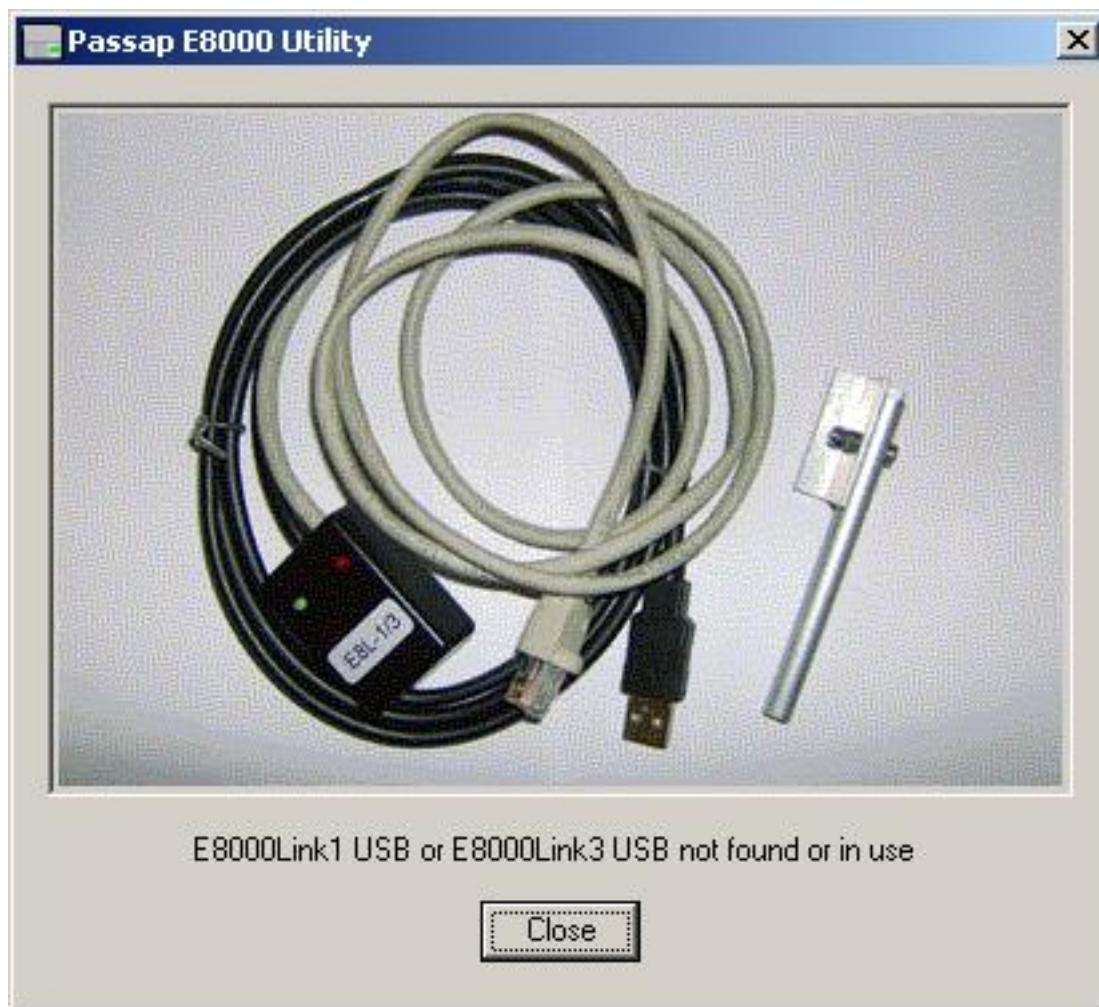 Passap E8000 Utility
E8L-1/3
E8000Link1 USB or E8000Link3 USB not found or in use
Close